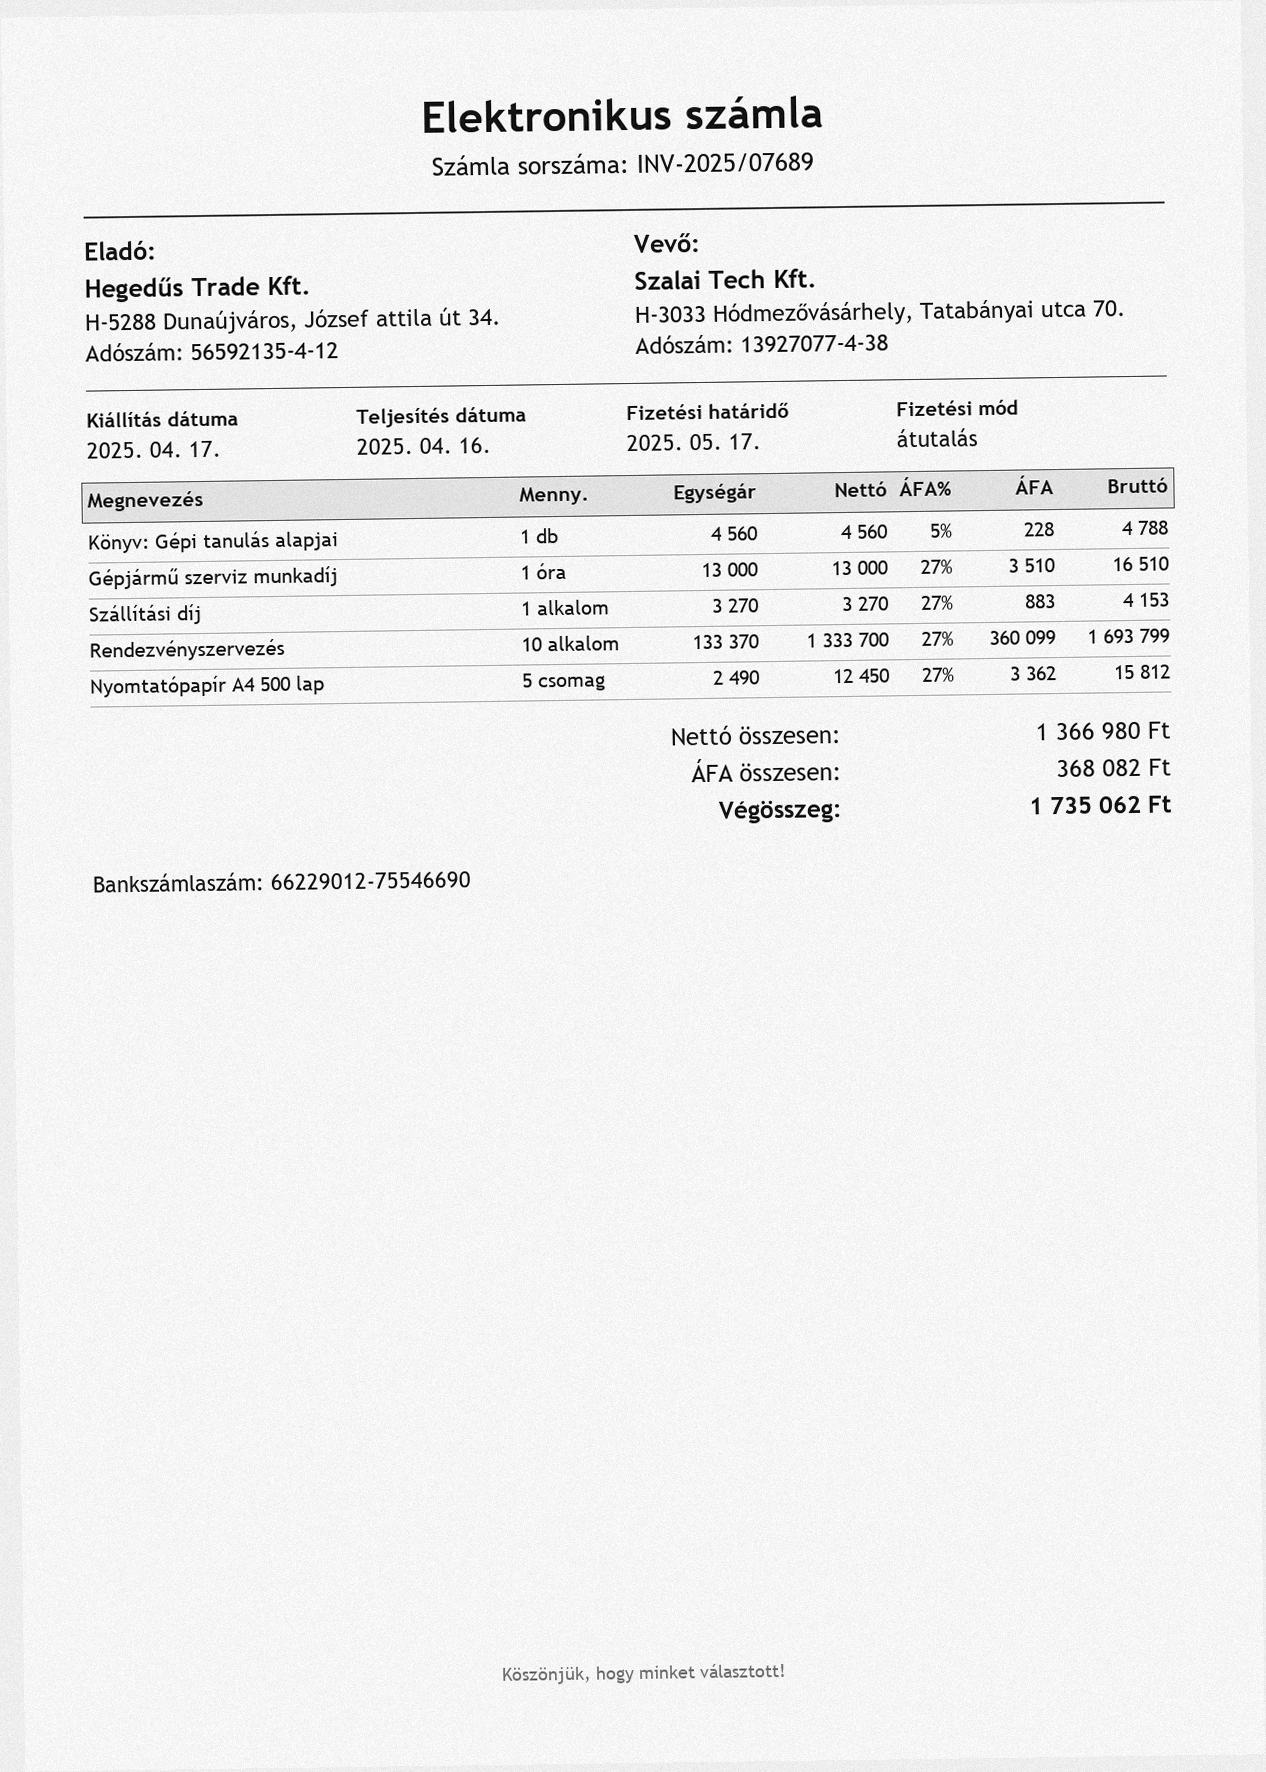 Elektronikus számla
Számla sorszáma: INV-2025/07689
Eladó:
Hegedűs Trade Kft.
H-5288 Dunaújváros, József attila út 34.
Adószám: 56592135-4-12
Vevő:
Szalai Tech Kft.
H-3033 Hódmezővásárhely, Tatabányai utca 70.
Adószám: 13927077-4-38
Kiállítás dátuma Teljesítés dátuma Fizetési határidő Fizetési mód
2025. 04. 17. 2025. 04. 16. 2025. 05. 17. átutalás
Megnevezés Menny. Egységár Nettó ÁFA% ÁFA Bruttó
Könyv: Gépi tanulás alapjai 1 db 4 560 4 560 5% 228 4 788
Gépjármű szerviz munkadíj 1 óra 13 000 13 000 27% 3 510 16 510
Szállítási díj 1 alkalom 3 270 3 270 27% 883 4 153
Rendezvényszervezés 10 alkalom 133 370 1 333 700 27% 360 099 1 693 799
Nyomtatópapír A4 500 lap 5 csomag 2 490 12 450 27% 3 362 15 812
Nettó összesen: 1 366 980 Ft
ÁFA összesen: 368 082 Ft
Végösszeg: 1 735 062 Ft
Bankszámlaszám: 66229012-75546690
Köszönjük, hogy minket választott!